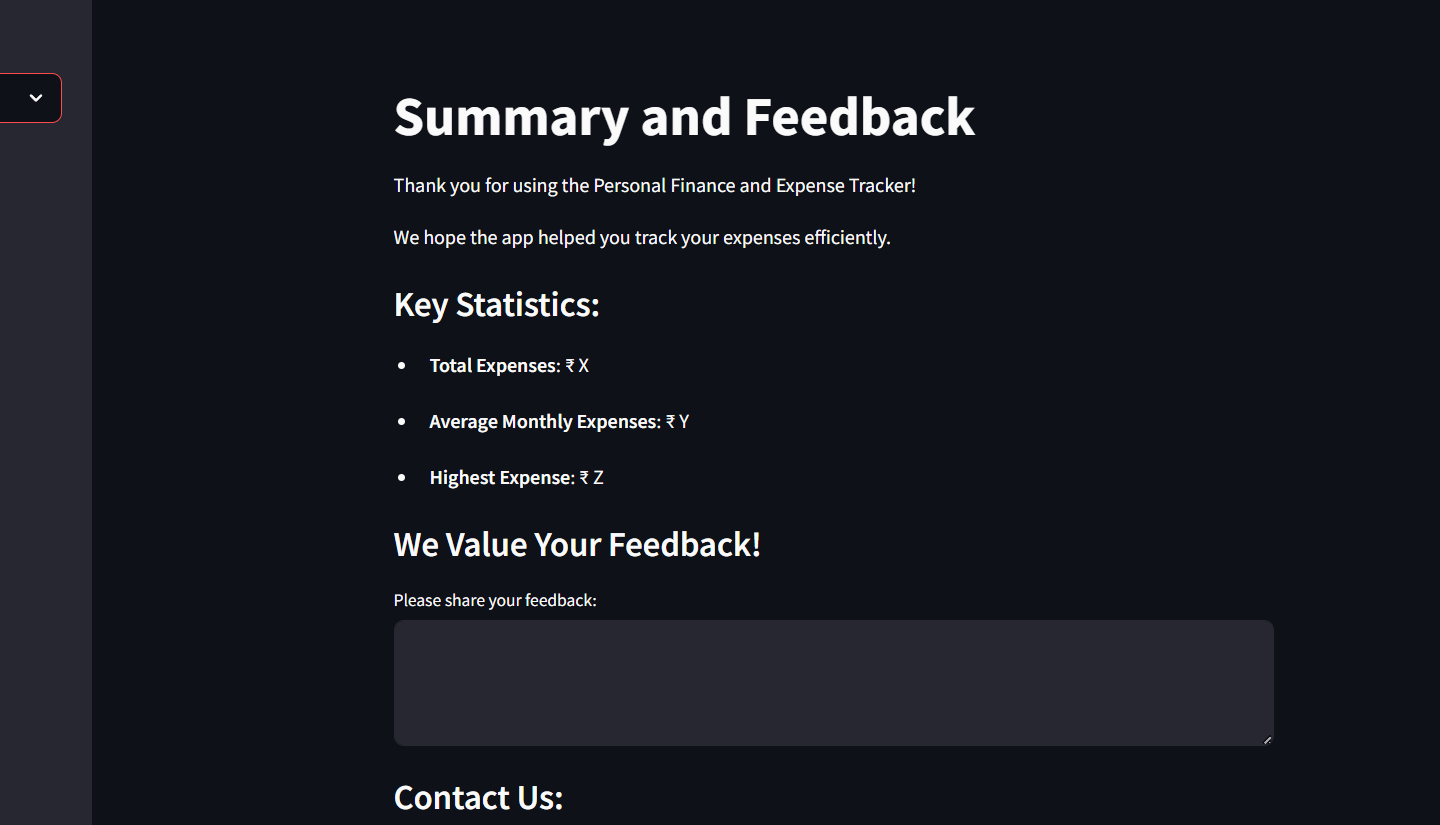 Summary and Feedback
Thank you for using the Personal Finance and Expense Tracker!
We hope the app helped you track your expenses efficiently.
Key Statistics:
• Total Expenses: ₹ X
• Average Monthly Expenses: ₹ Y
• Highest Expense: ₹ Z
We Value Your Feedback!
Please share your feedback:
Contact Us: